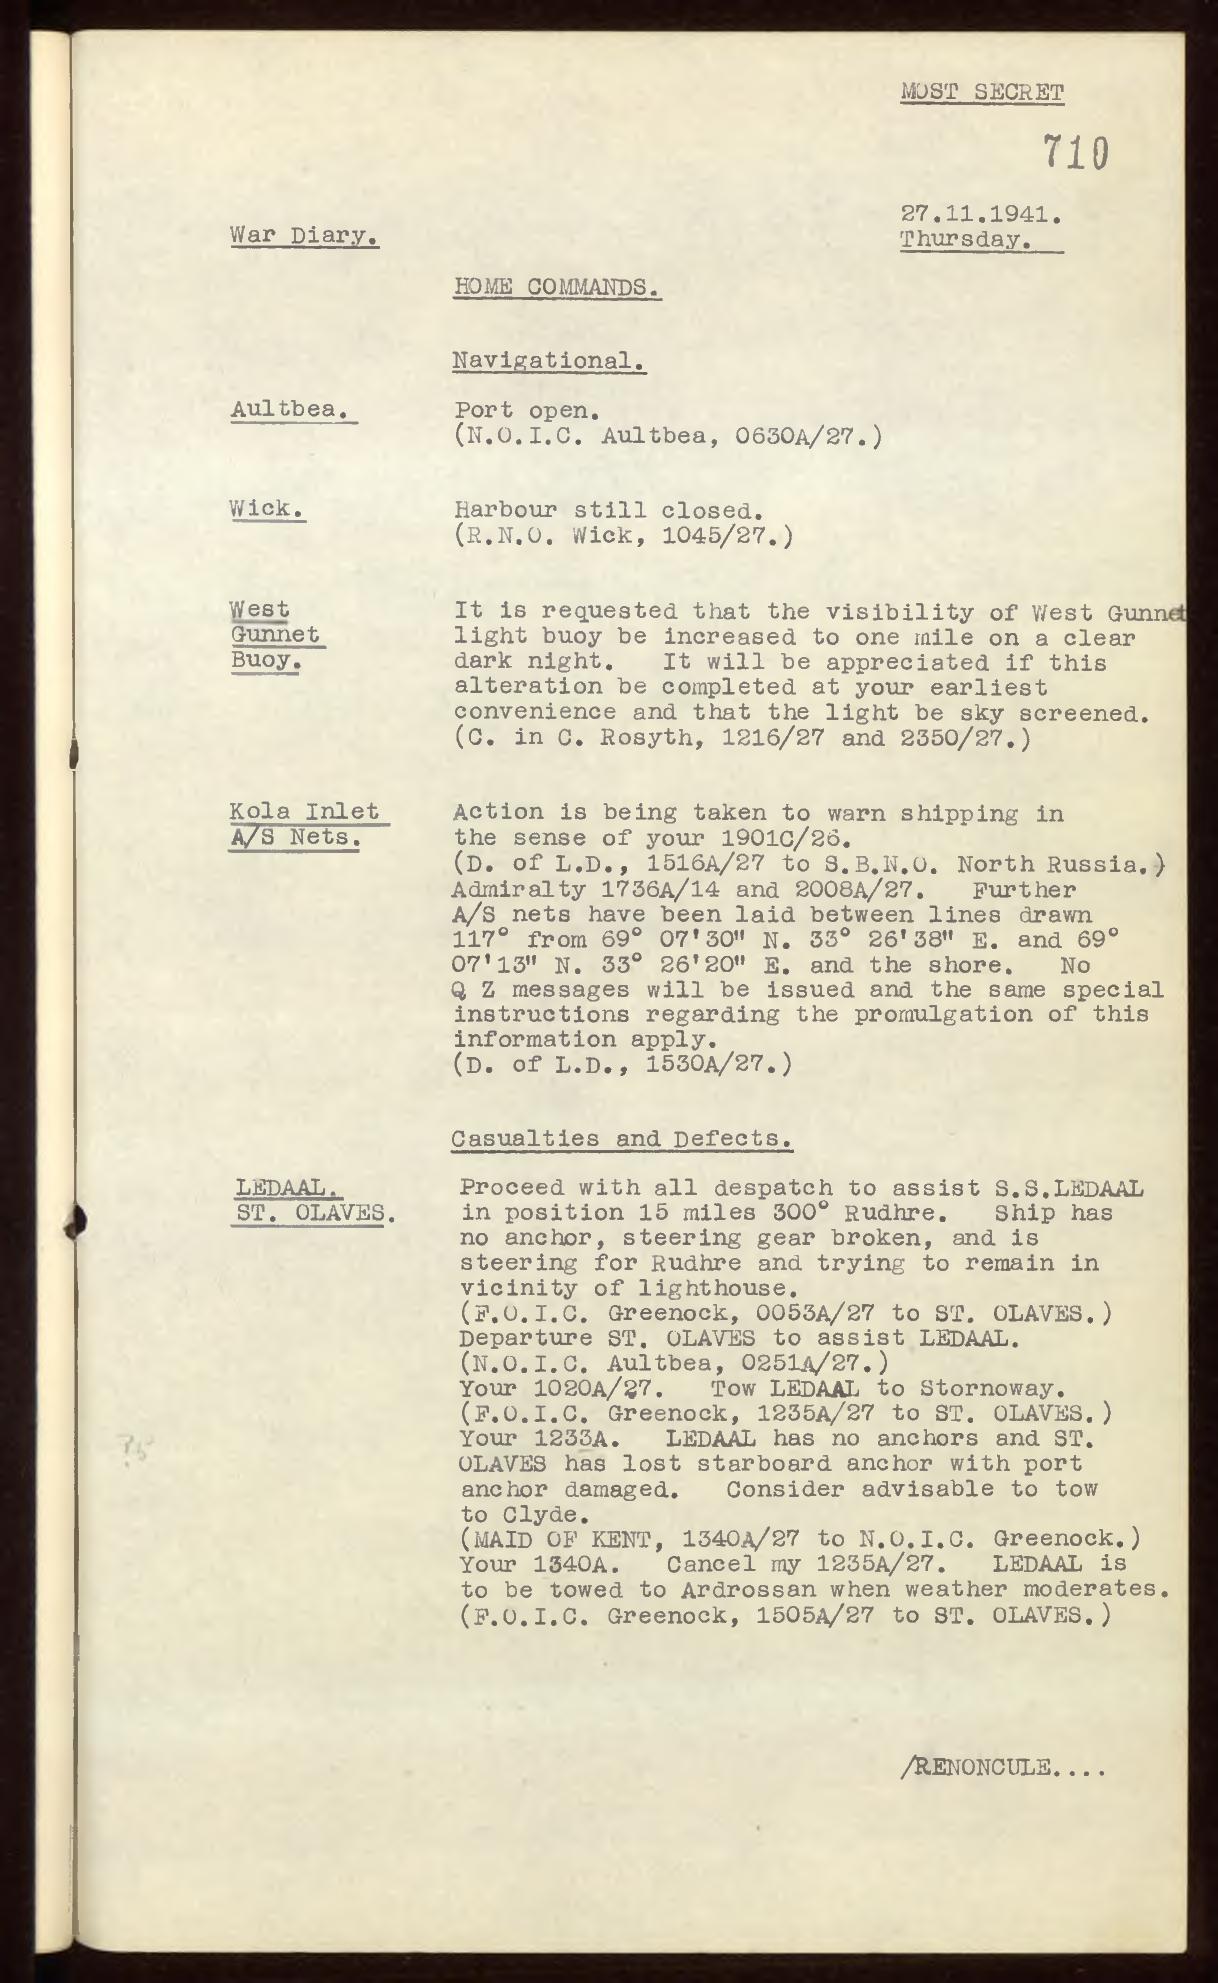 MOST SECRET
710
27.11.1941.
War Diary.
Thursday.
HOME COMMANDS.
Navigational.
Aultbea. Port open.
(N.O.I.C. Aultbea, 0630A/27.)
Wick. Harbour still closed.
(R.N.O. Wick, 1045/27.)
West It is requested that the visibility of West Gunnet
Gunnet light buoy be increased to one mile on a clear
Buoy. dark night. It will be appreciated if this
alteration be completed at your earliest
convenience and that the light be sky screened.
(C. in C. Rosyth, 1216/27 and 2350/27.)
Kola Inlet Action is being taken to warn shipping in
A/S Nets. the sense of your 1901C/26.
(D. of L.D., 1516A/27 to S.B.N.O. North Russia.)
Admiralty 1736A/14 and 2008A/27. Further
A/S nets have been laid between lines drawn
117° from 69° 07'30" N. 33° 26'38" E. and 69°
07'13" N. 33° 26'20" E. and the shore. No
Q Z messages will be issued and the same special
instructions regarding the promulgation of this
information apply.
(D. of L.D., 1530A/27.)
Casualties and Defects.
LEDAAL. Proceed with all despatch to assist S.S.LEDAAL
ST. OLAVES. in position 15 miles 300° Rudhre. Ship has
no anchor, steering gear broken, and is
steering for Rudhre and trying to remain in
vicinity of lighthouse.
(F.O.I.C. Greenock, 0053A/27 to ST. OLAVES.)
Departure ST. OLAVES to assist LEDAAL.
(N.O.I.C. Aultbea, 0251A/27.)
Your 1020A/27. Tow LEDAAL to Stornoway.
(F.O.I.C. Greenock, 1235A/27 to ST. OLAVES.)
Your 1233A. LEDAAL has no anchors and ST.
OLAVES has lost starboard anchor with port
anchor damaged. Consider advisable to tow
to Clyde.
(MAID OF KENT, 1340A/27 to N.O.I.C. Greenock.)
Your 1340A. Cancel my 1235A/27. LEDAAL is
to be towed to Ardrossan when weather moderates.
(F.O.I.C. Greenock, 1505A/27 to ST. OLAVES.)
/RENONCULE....